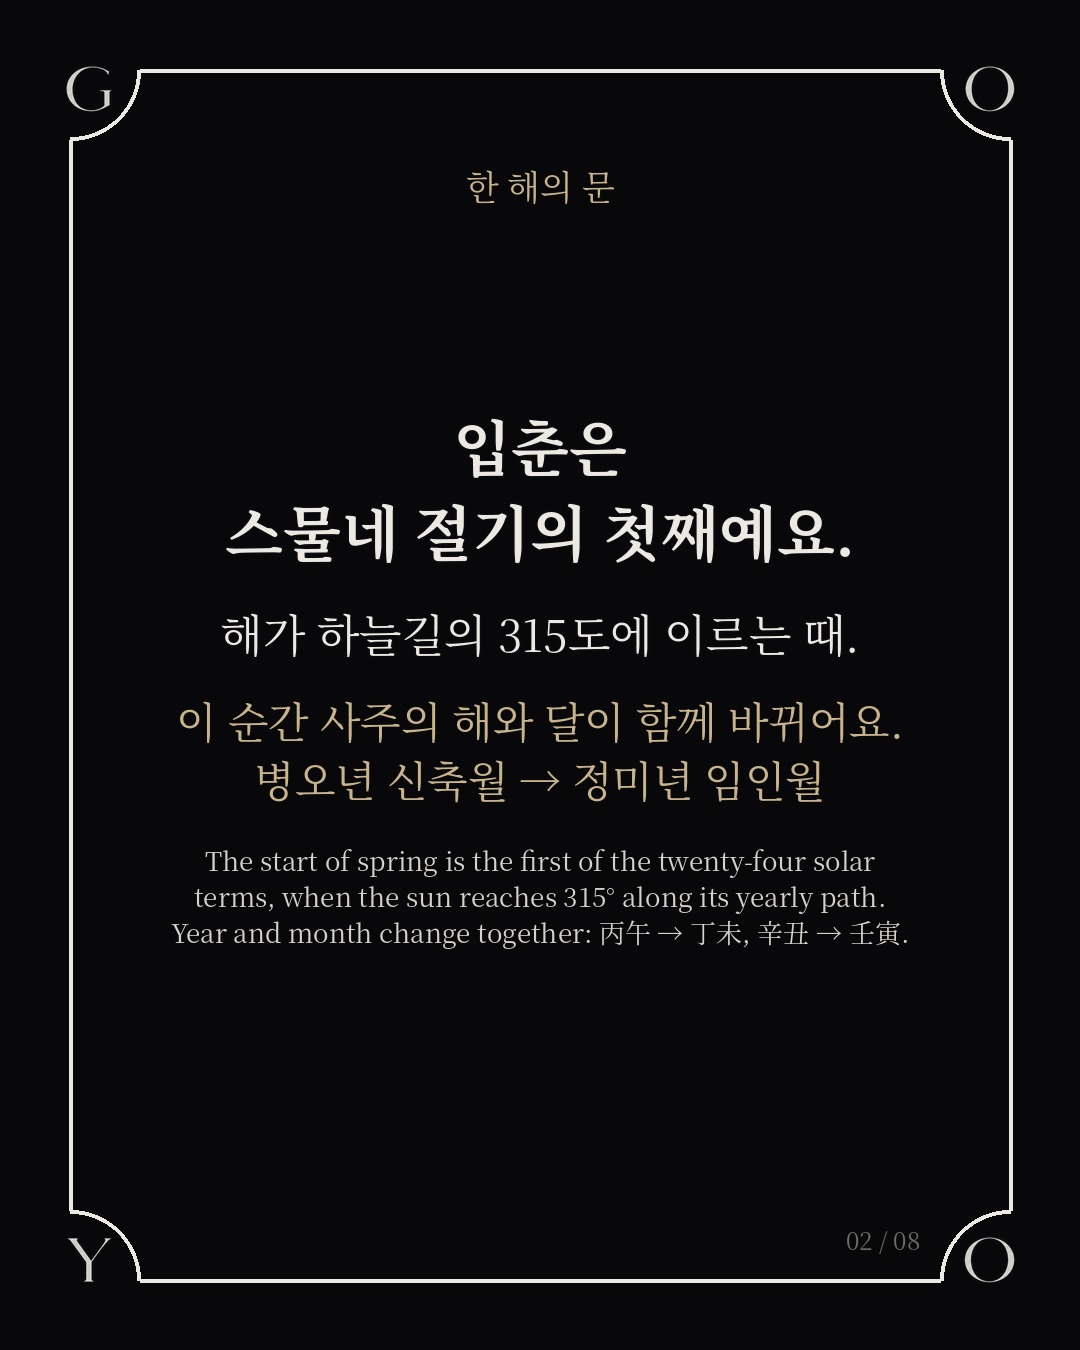 G O
한 해의 문
입춘은
스물네 절기의 첫째예요.
해가 하늘길의 315도에 이르는 때.
이 순간 사주의 해와 달이 함께 바뀌어요.
병오년 신축월 → 정미년 임인월
The start of spring is the first of the twenty-four solar
terms, when the sun reaches 315° along its yearly path.
Year and month change together: 丙午 → 丁未, 辛丑 → 壬寅.
02 / 08
Y O